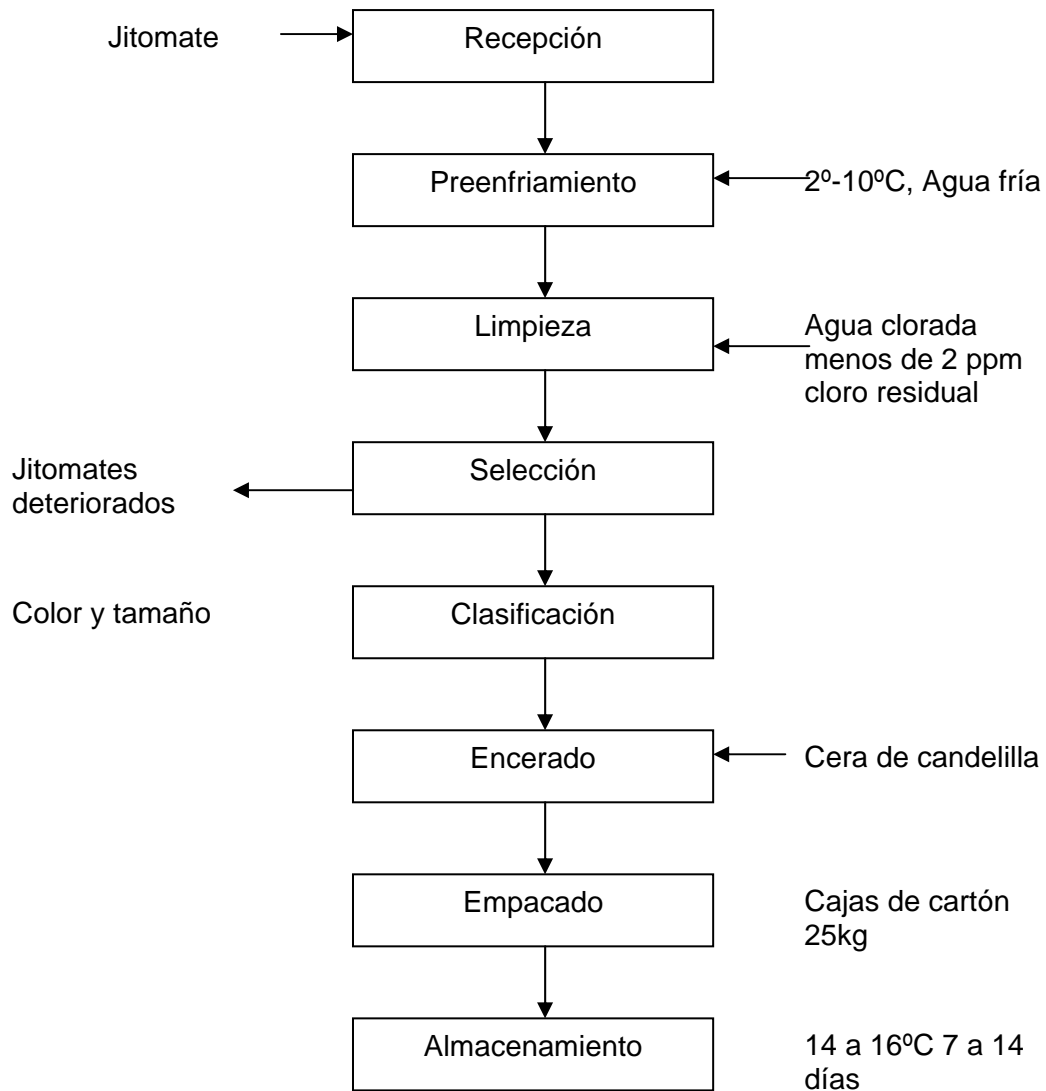 Jitomate
Recepción
Preenfriamiento
2º-10ºC, Agua fría
Limpieza
Agua clorada
menos de 2 ppm
cloro residual
Jitomates
deteriorados
Selección
Color y tamaño
Clasificación
Encerado
Cera de candelilla
Empacado
Cajas de cartón
25kg
Almacenamiento
14 a 16ºC 7 a 14
días